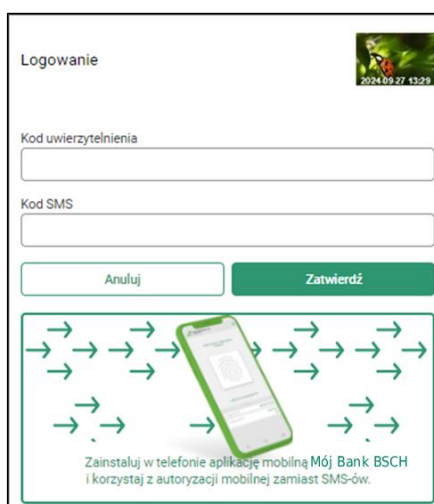 Logowanie
2024-09-27 13:29
Kod uwierzytelnienia
Kod SMS
Anuluj
Zatwierdź
Zainstaluj w telefonie aplikację mobilną Mój Bank BSCH
i korzystaj z autoryzacji mobilnej zamiast SMS-ów.